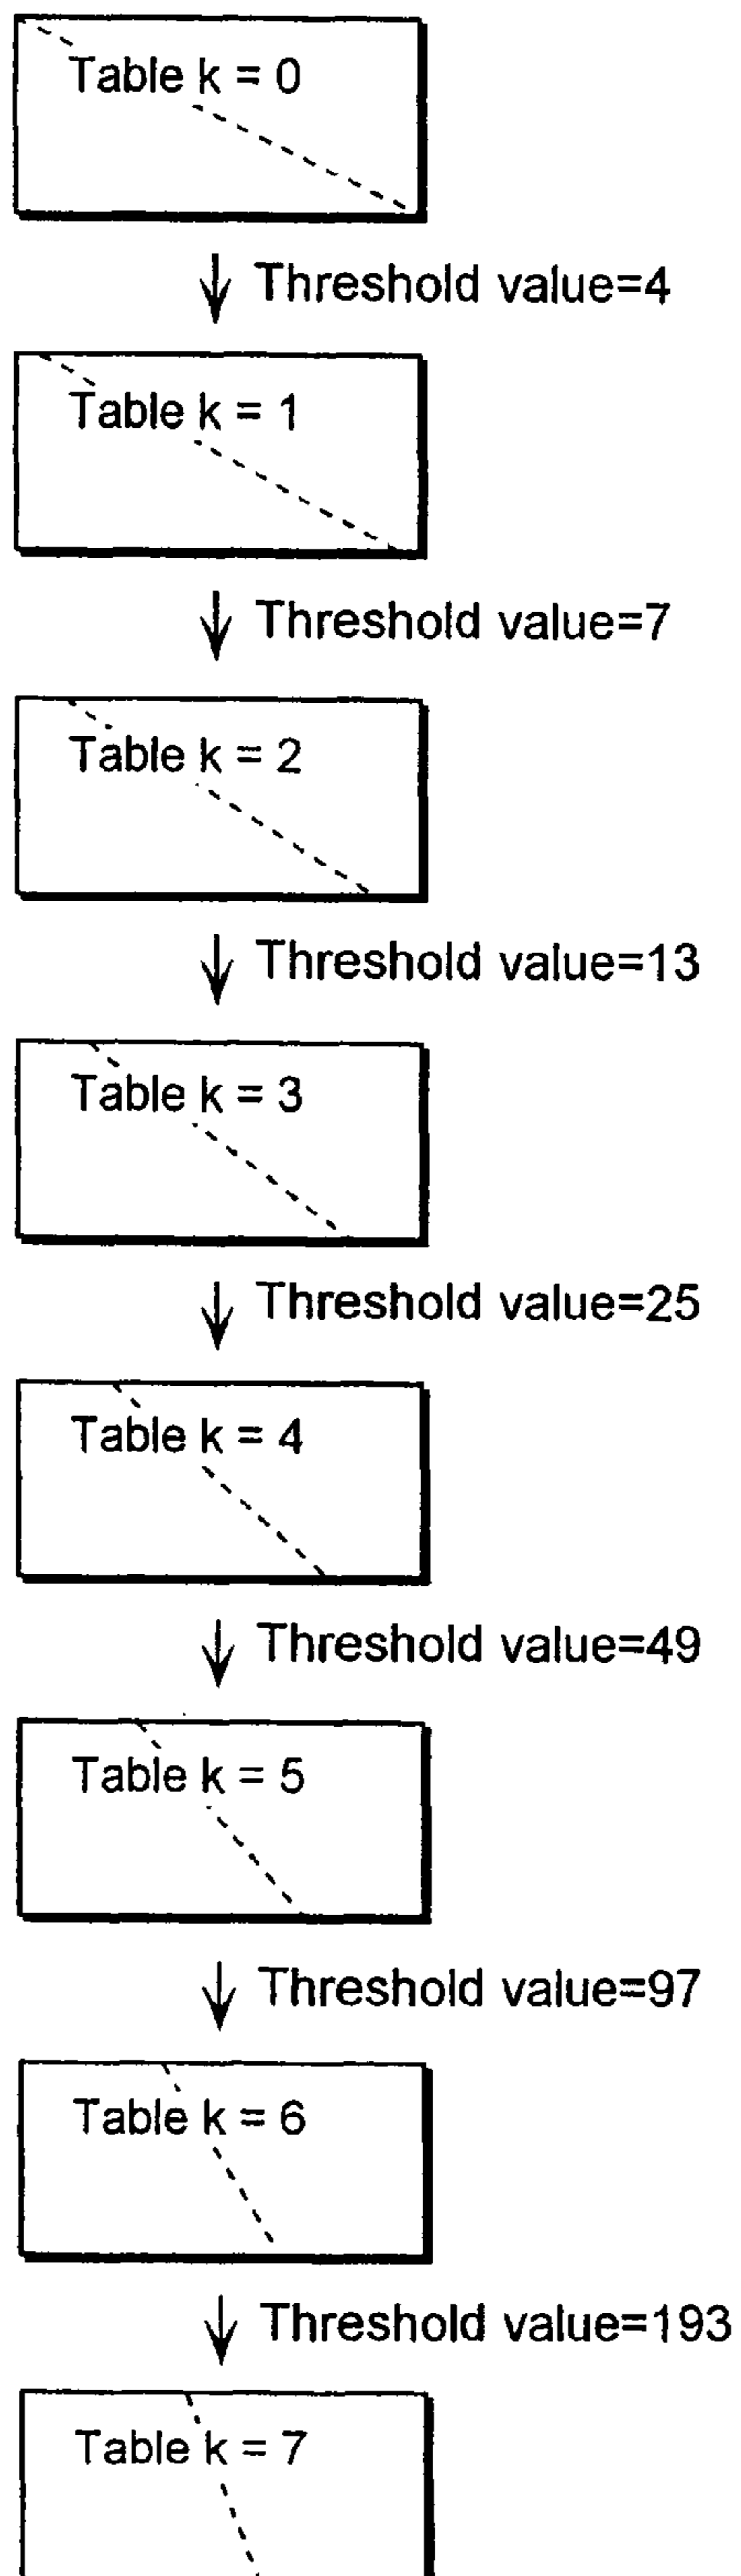 Table k = 0
Threshold value=4
Table k = 1
Threshold value=7
Table k = 2
Threshold value=13
Table k = 3
Threshold value=25
Table k = 4
Threshold value=49
Table k = 5
Threshold value=97
Table k = 6
Threshold value=193
Table k = 7